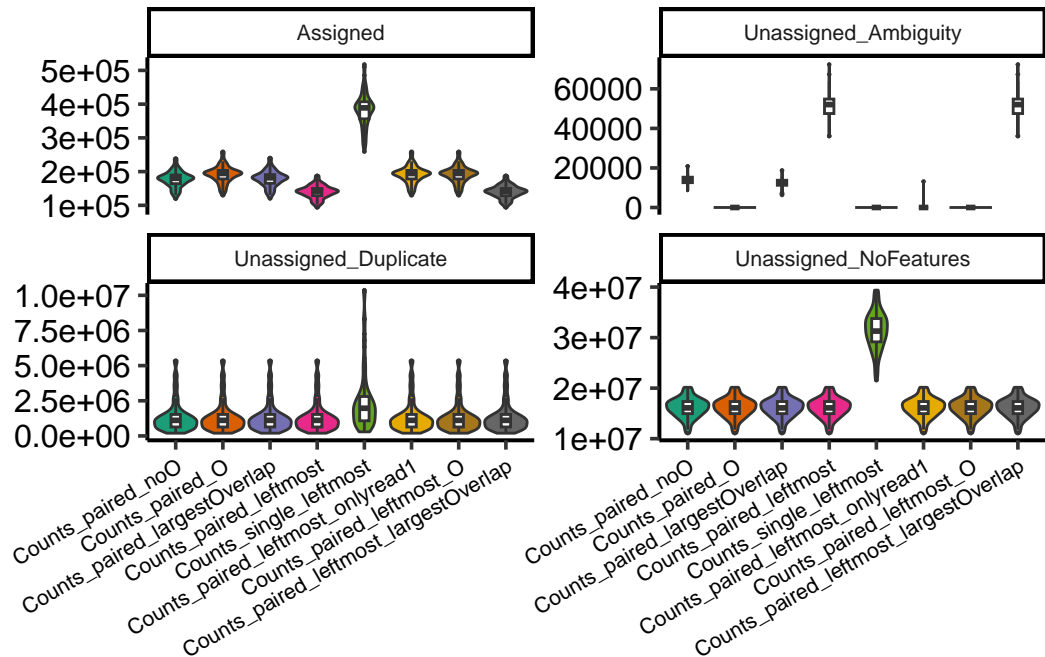 Assigned
Unassigned_Ambiguity
5e+05
4e+05
3e+05
2e+05
1e+05
60000
40000
20000
0
Unassigned_Duplicate
Unassigned_NoFeatures
1.0e+07
7.5e+06
5.0e+06
2.5e+06
0.0e+00
4e+07
3e+07
2e+07
1e+07
Counts_paired_noO
Counts_paired_O
Counts_paired_largestOverlap
Counts_paired_leftmost
Counts_single_leftmost
Counts_paired_leftmost_onlyread1
Counts_paired_leftmost_O
Counts_paired_leftmost_largestOverlap
Counts_paired_noO
Counts_paired_O
Counts_paired_largestOverlap
Counts_paired_leftmost
Counts_single_leftmost
Counts_paired_leftmost_onlyread1
Counts_paired_leftmost_O
Counts_paired_leftmost_largestOverlap